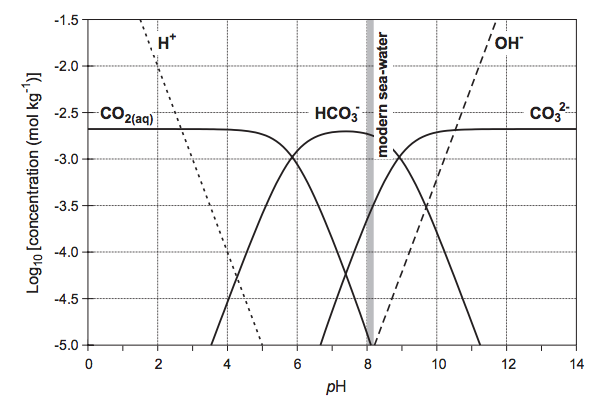 -1.5
-2.0
-2.5
-3.0
-3.5
-4.0
-4.5
-5.0
Log₁₀ [concentration (mol kg⁻¹)]
H⁺
OH⁻
CO₂₍ₐq₎
HCO₃⁻
CO₃²⁻
modern sea-water
0 2 4 6 8 10 12 14
pH